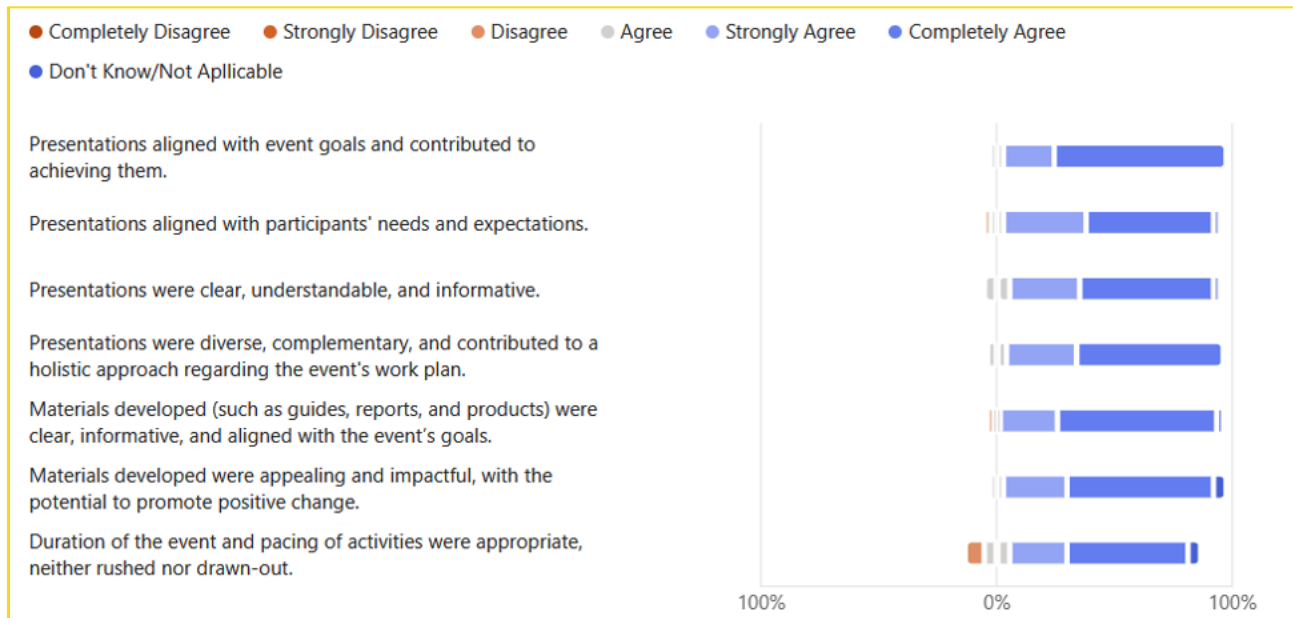 Completely Disagree Strongly Disagree Disagree Agree Strongly Agree Completely Agree
Don't Know/Not Apllicable
Presentations aligned with event goals and contributed to
achieving them.
Presentations aligned with participants' needs and expectations.
Presentations were clear, understandable, and informative.
Presentations were diverse, complementary, and contributed to a
holistic approach regarding the event's work plan.
Materials developed (such as guides, reports, and products) were
clear, informative, and aligned with the event's goals.
Materials developed were appealing and impactful, with the
potential to promote positive change.
Duration of the event and pacing of activities were appropriate,
neither rushed nor drawn-out.
100% 0% 100%